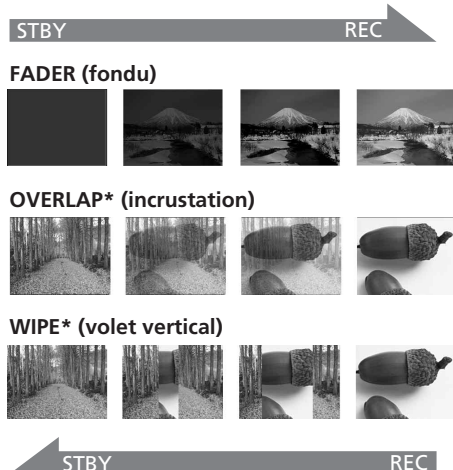 STBY REC
FADER (fondu)
OVERLAP* (incrustation)
WIPE* (volet vertical)
STBY REC